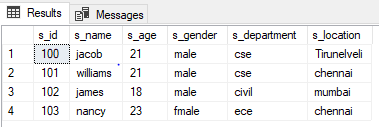 Results Messages
s_id s_name s_age s_gender s_department s_location
1 100 jacob 21 male cse Tirunelveli
2 101 williams 21 male cse chennai
3 102 james 18 male civil mumbai
4 103 nancy 23 fmale ece chennai